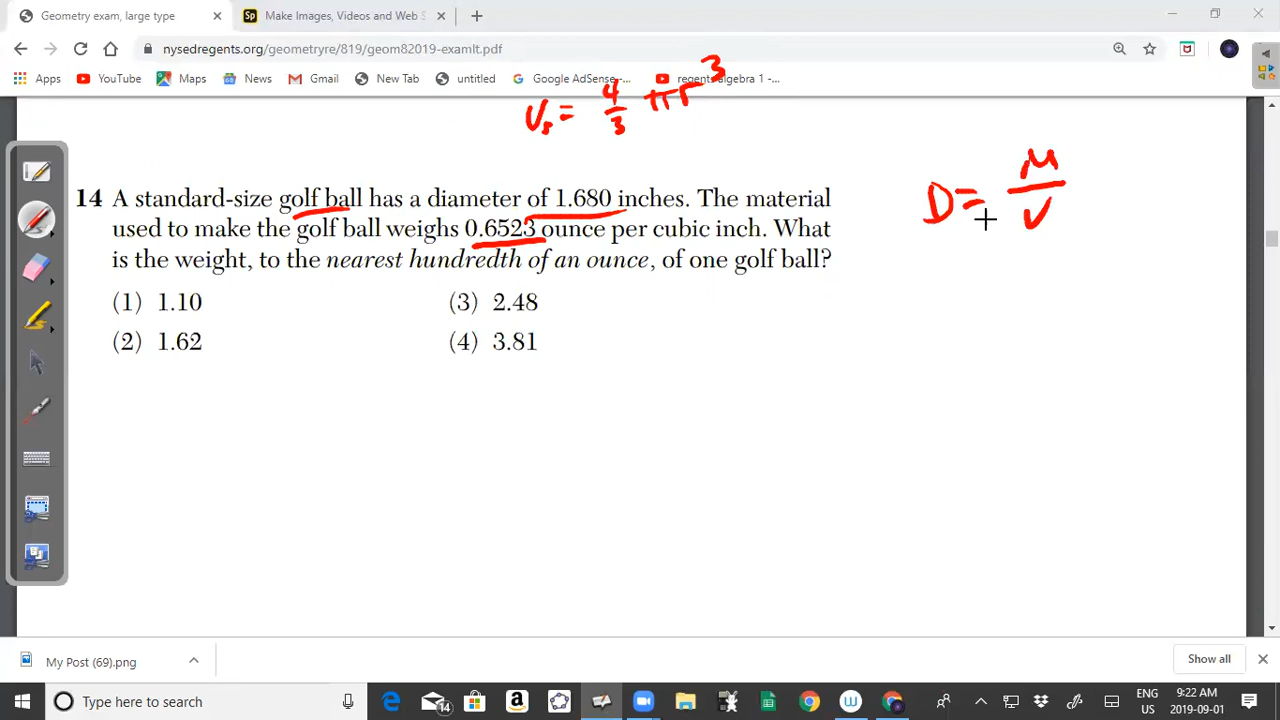 Geometry exam, large type
Make Images, Videos and Web S
nysedregents.org/geometryre/819/geom82019-examlt.pdf
Apps YouTube Maps News Gmail New Tab untitled Google AdSense -... regents algebra 1 -...
Vs = 4/3 πr³
D = M/V
14 A standard-size golf ball has a diameter of 1.680 inches. The material
used to make the golf ball weighs 0.6523 ounce per cubic inch. What
is the weight, to the nearest hundredth of an ounce, of one golf ball?
(1) 1.10 (3) 2.48
(2) 1.62 (4) 3.81
My Post (69).png
Show all
Type here to search
14
ENG
US
9:22 AM
2019-09-01